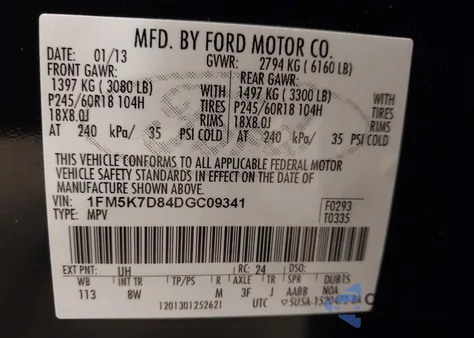 MFD. BY FORD MOTOR CO.
DATE: 01/13 GVWR: 2794 KG (6160 LB)
FRONT GAWR: REAR GAWR:
1397 KG (3080 LB) WITH 1497 KG (3300 LB) WITH
P245/60R18 104H TIRES P245/60R18 104H TIRES
18X8.0J RIMS 18X8.0J RIMS
AT 240 kPa/ 35 PSI COLD AT 240 kPa/ 35 PSI COLD
THIS VEHICLE CONFORMS TO ALL APPLICABLE FEDERAL MOTOR
VEHICLE SAFETY STANDARDS IN EFFECT ON THE DATE OF
MANUFACTURE SHOWN ABOVE.
VIN: 1FM5K7D84DGC09341 F0293
TYPE: MPV T0335
EXT PNT: UH RC: 24 DSO:
WB INT TR TP/PS R AXLE TR SPR DUBIS
113 8W M 3F J AABB NOA
1201301252621 UTC